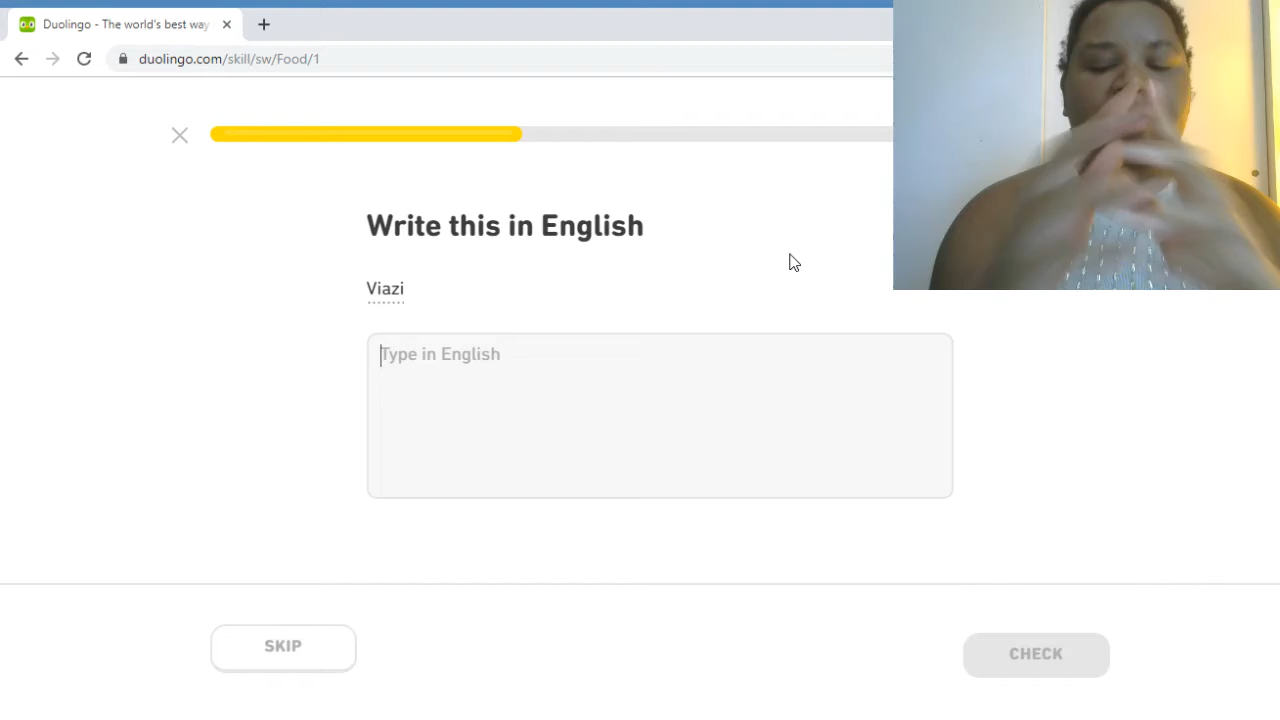 Duolingo - The world's best way
duolingo.com/skill/sw/Food/1
Write this in English
Viazi
Type in English
SKIP
CHECK